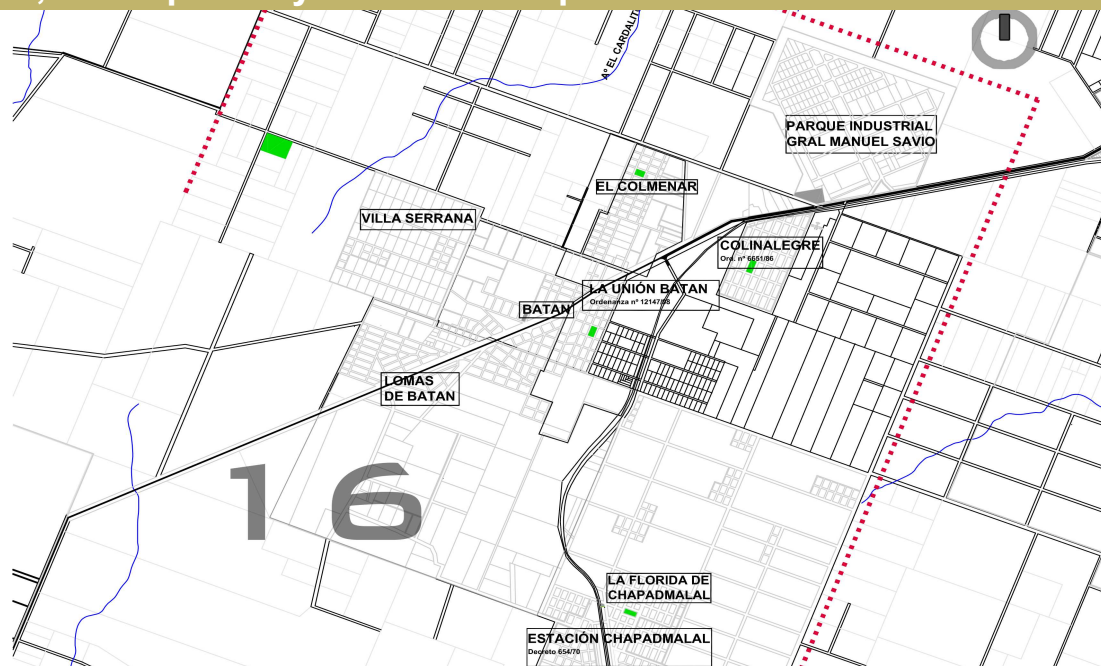 Aº EL CARDALIT
PARQUE INDUSTRIAL
GRAL MANUEL SAVIO
EL COLMENAR
VILLA SERRANA
COLINALEGRE
Ord. nº 6651/86
LA UNIÓN BATAN
Ordenanza nº 12147/98
BATAN
LOMAS
DE BATAN
16
LA FLORIDA DE
CHAPADMALAL
ESTACIÓN CHAPADMALAL
Decreto 654/70